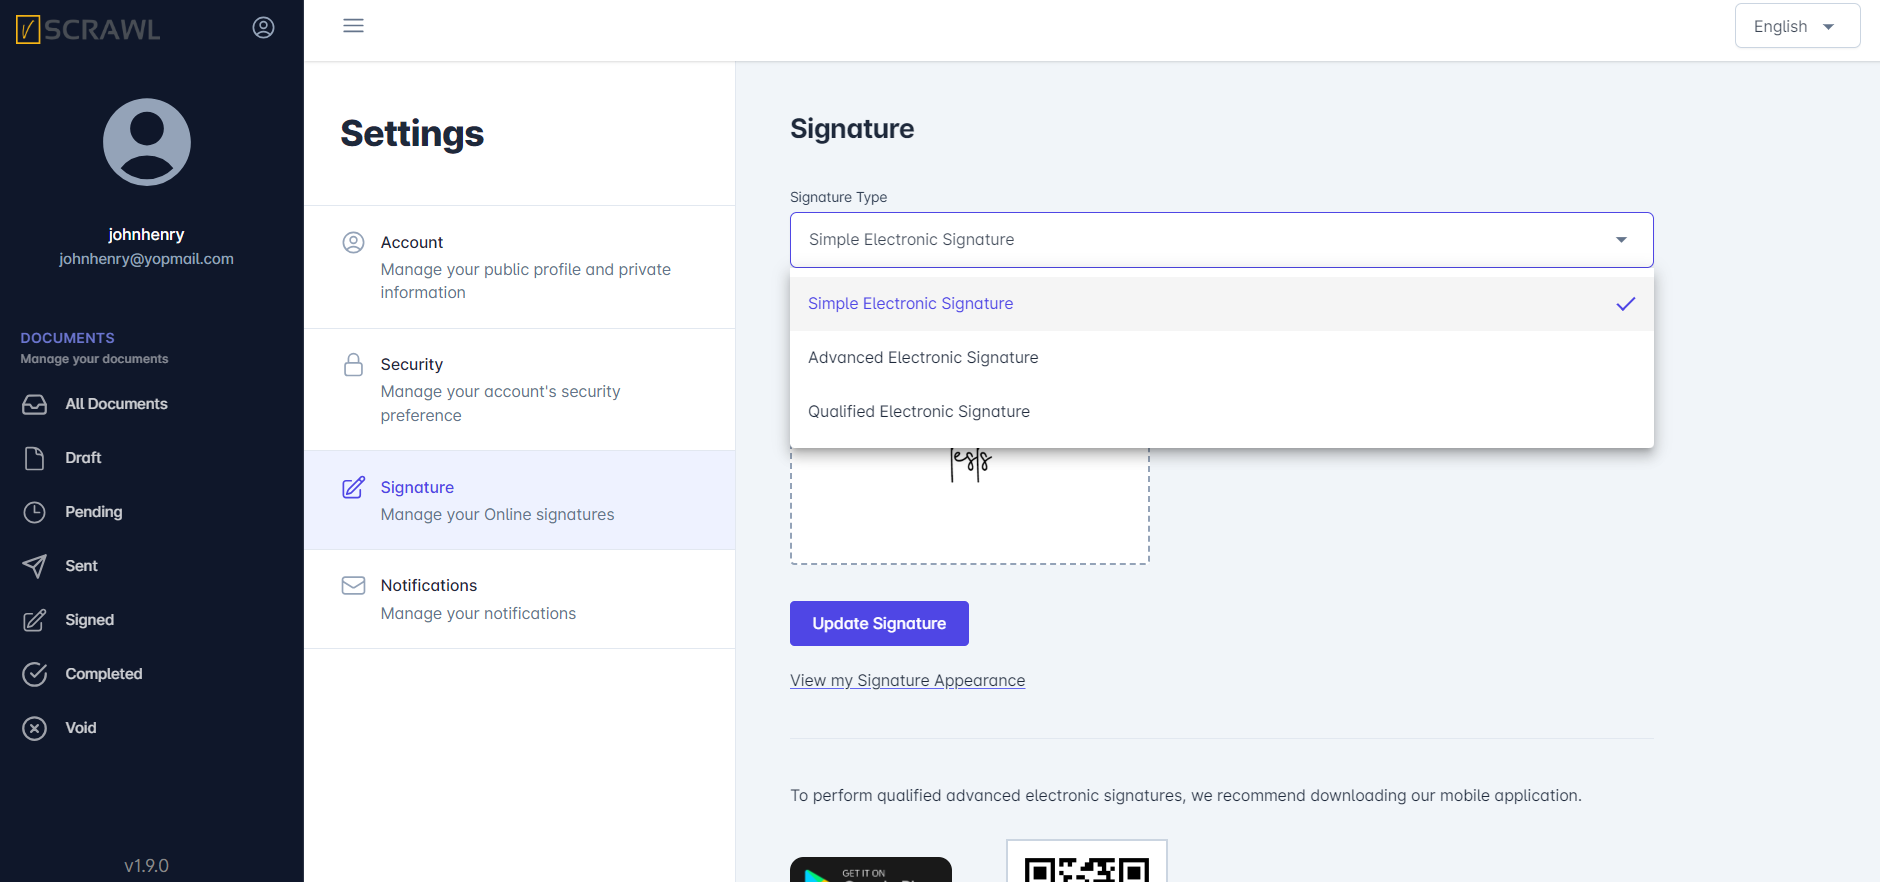 SCRAWL
English
johnhenry
johnhenry@yopmail.com
DOCUMENTS
Manage your documents
All Documents
Draft
Pending
Sent
Signed
Completed
Void
v1.9.0
Settings
Account
Manage your public profile and private
information
Security
Manage your account's security
preference
Signature
Manage your Online signatures
Notifications
Manage your notifications
Signature
Signature Type
Simple Electronic Signature
Simple Electronic Signature
Advanced Electronic Signature
Qualified Electronic Signature
Update Signature
View my Signature Appearance
To perform qualified advanced electronic signatures, we recommend downloading our mobile application.
GET IT ON